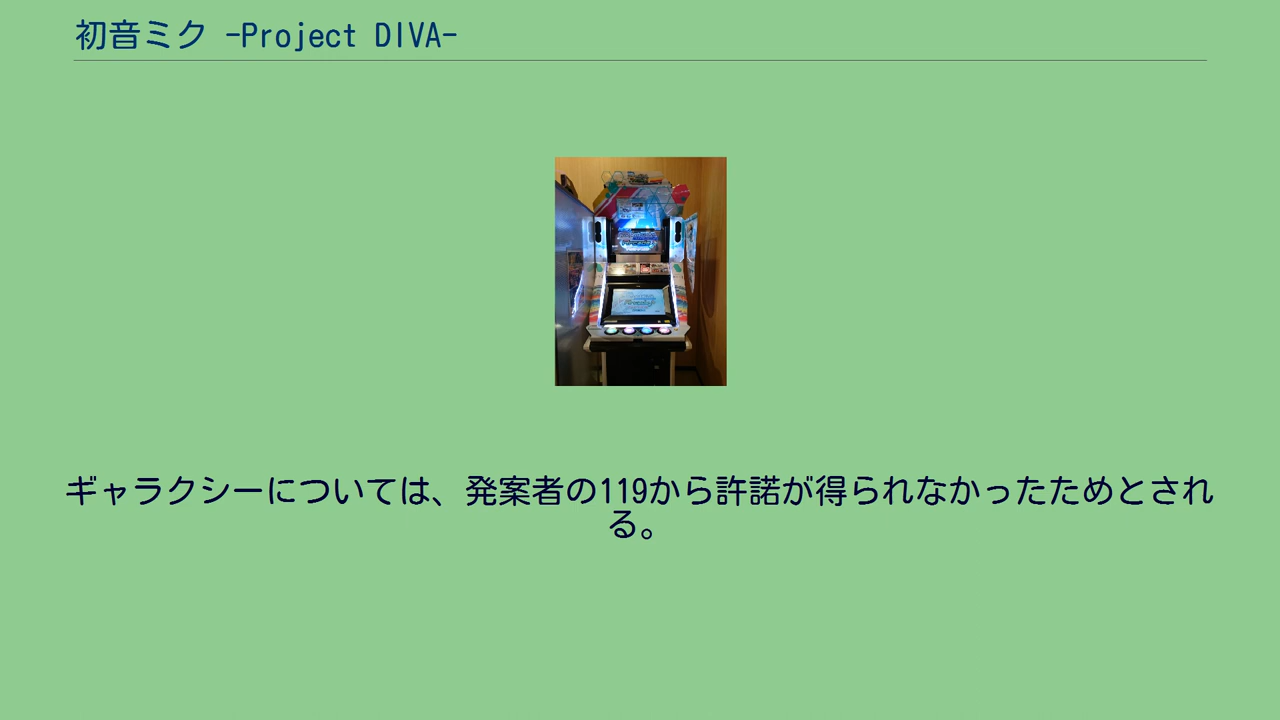 初音ミク -Project DIVA-
ギャラクシーについては、発案者の119から許諾が得られなかったためとされ
る。